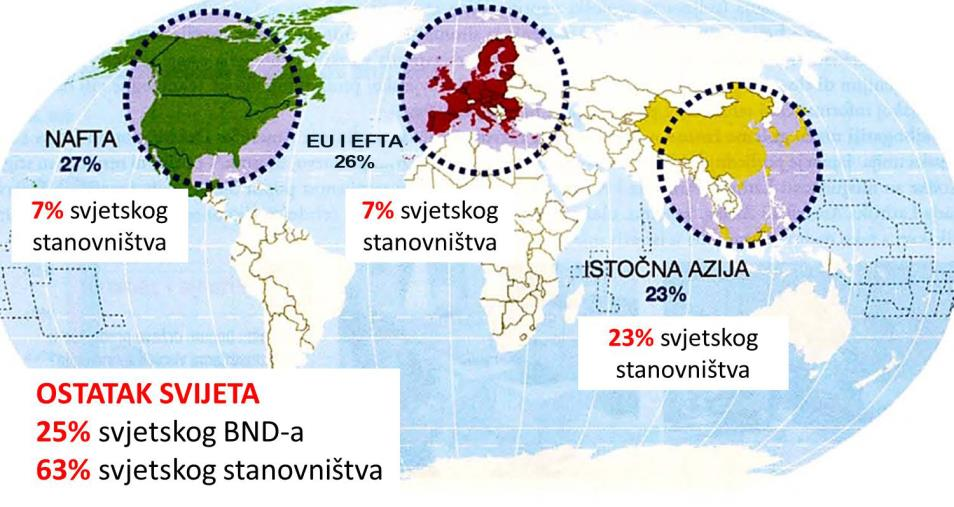 NAFTA
27%
7% svjetskog
stanovništva
EU I EFTA
26%
7% svjetskog
stanovništva
ISTOČNA AZIJA
23%
23% svjetskog
stanovništva
OSTATAK SVIJETA
25% svjetskog BND-a
63% svjetskog stanovništva